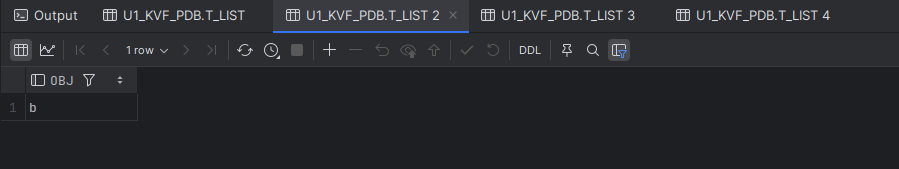 Output U1_KVF_PDB.T_LIST U1_KVF_PDB.T_LIST 2 U1_KVF_PDB.T_LIST 3 U1_KVF_PDB.T_LIST 4
1 row DDL
OBJ
1 b